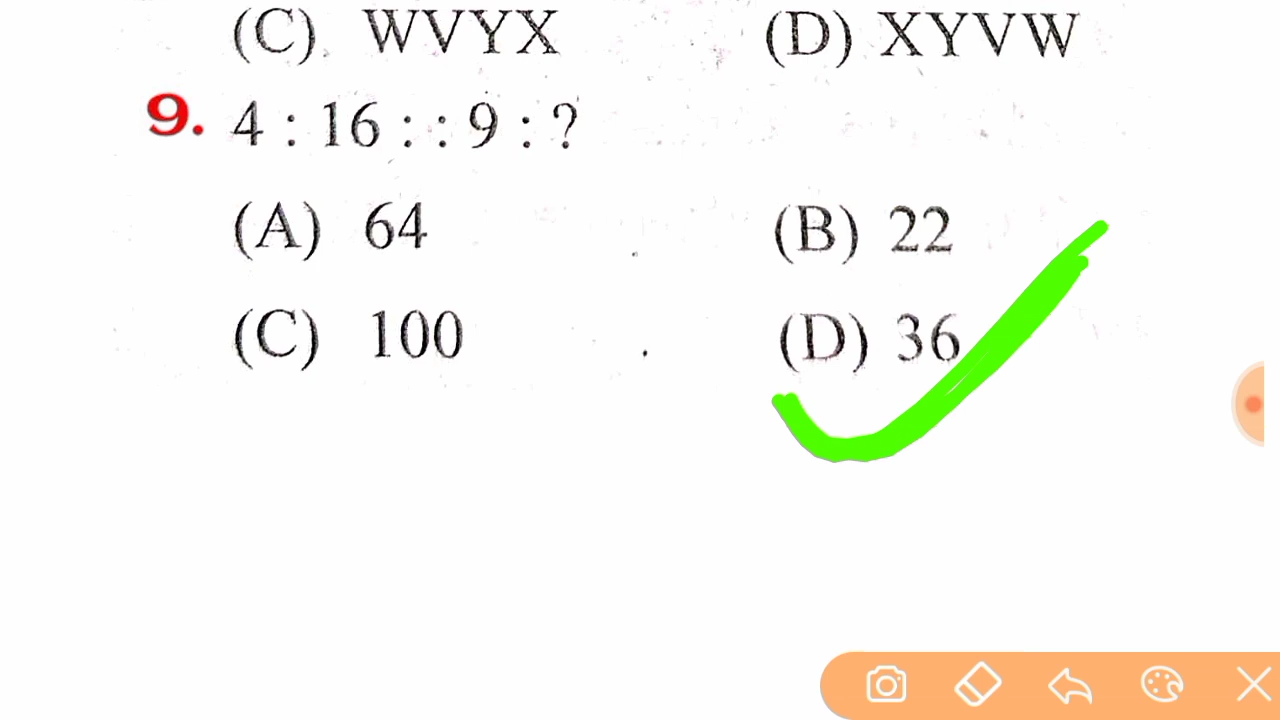 (C) WVYX (D) XYVW
9. 4 : 16 : : 9 : ?
(A) 64 (B) 22
(C) 100 (D) 36